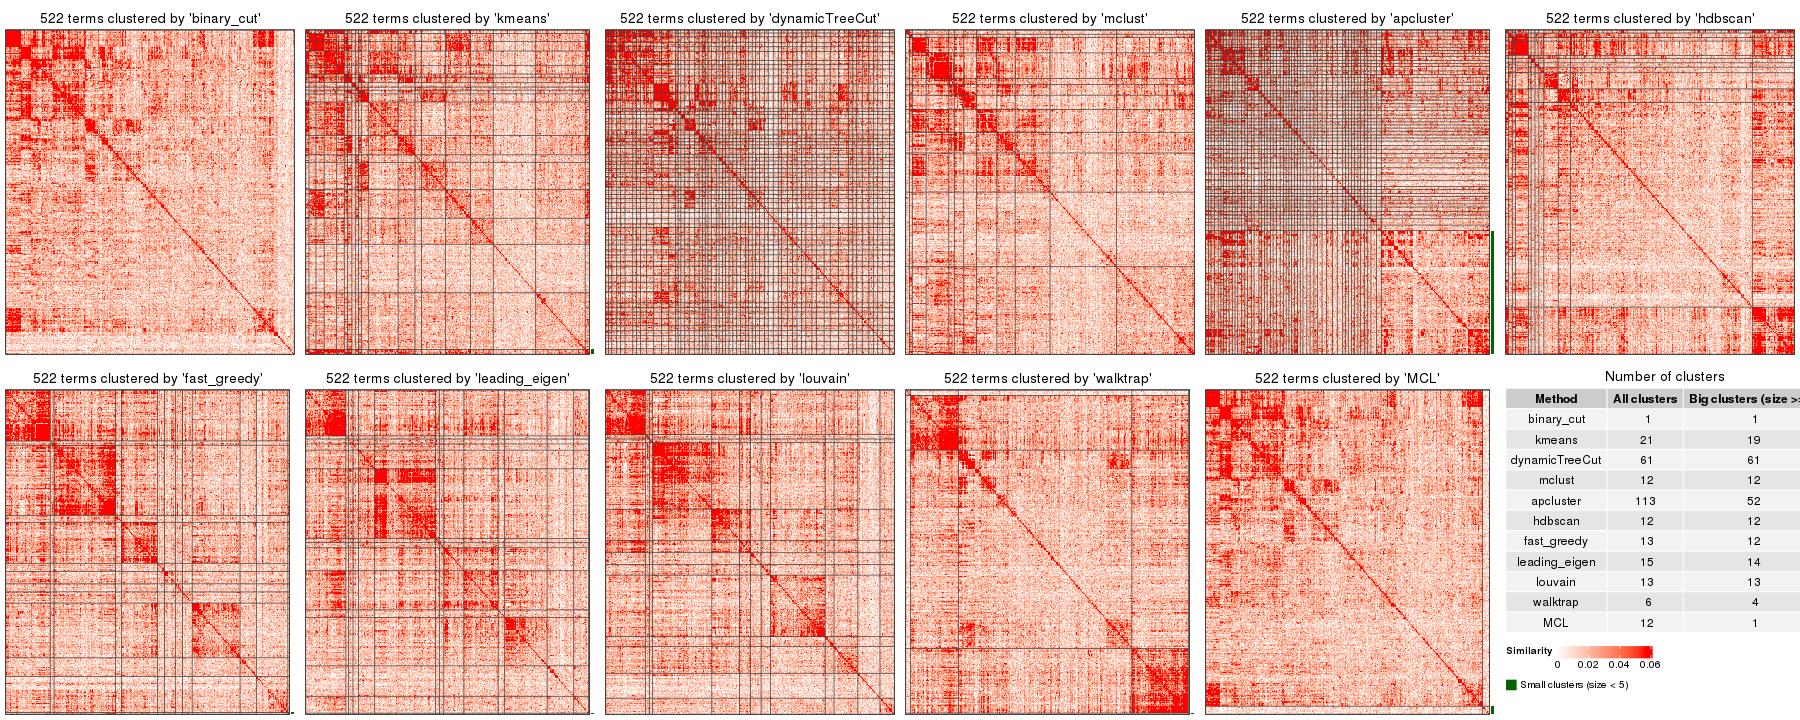 522 terms clustered by 'binary_cut'
522 terms clustered by 'kmeans'
522 terms clustered by 'dynamicTreeCut'
522 terms clustered by 'mclust'
522 terms clustered by 'apcluster'
522 terms clustered by 'hdbscan'
522 terms clustered by 'fast_greedy'
522 terms clustered by 'leading_eigen'
522 terms clustered by 'louvain'
522 terms clustered by 'walktrap'
522 terms clustered by 'MCL'
Number of clusters
Method All clusters Big clusters (size >=
binary_cut 1 1
kmeans 21 19
dynamicTreeCut 61 61
mclust 12 12
apcluster 113 52
hdbscan 12 12
fast_greedy 13 12
leading_eigen 15 14
louvain 13 13
walktrap 6 4
MCL 12 1
Similarity
0 0.02 0.04 0.06
Small clusters (size < 5)